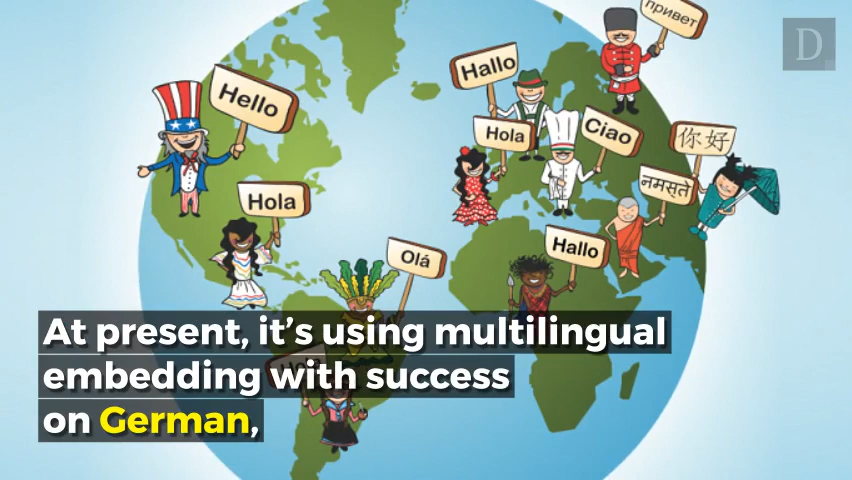 привет
D
Hallo
Hello
Hola
Ciao
你好
नमस्ते
Hola
Hallo
Olá
At present, it’s using multilingual
embedding with success
on German,